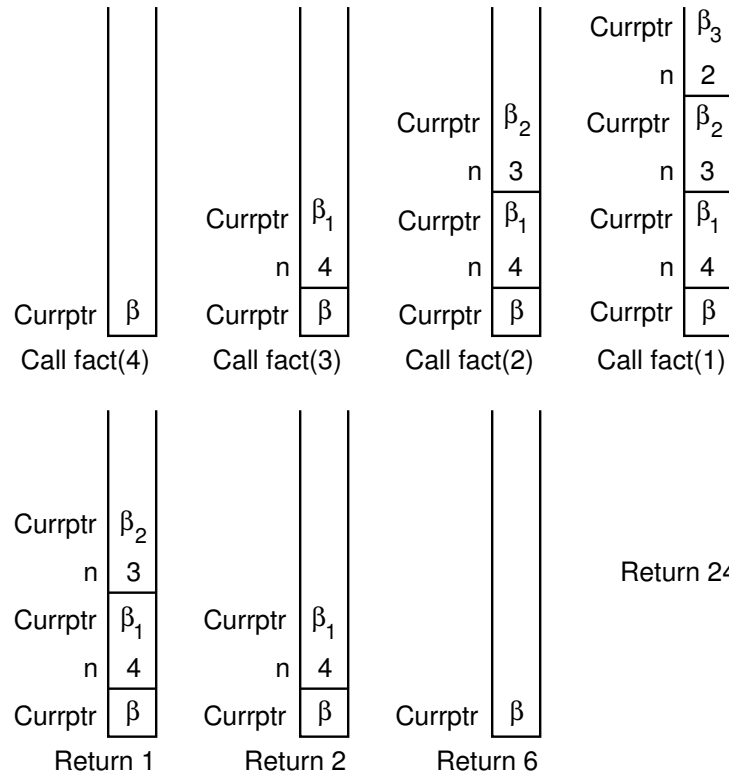 Currptr β3
n 2
Currptr β2 Currptr β2
n 3 n 3
Currptr β1 Currptr β1 Currptr β1
n 4 n 4 n 4
Currptr β Currptr β Currptr β Currptr β
Call fact(4) Call fact(3) Call fact(2) Call fact(1)
Currptr β2
n 3 Return 24
Currptr β1 Currptr β1
n 4 n 4
Currptr β Currptr β Currptr β
Return 1 Return 2 Return 6